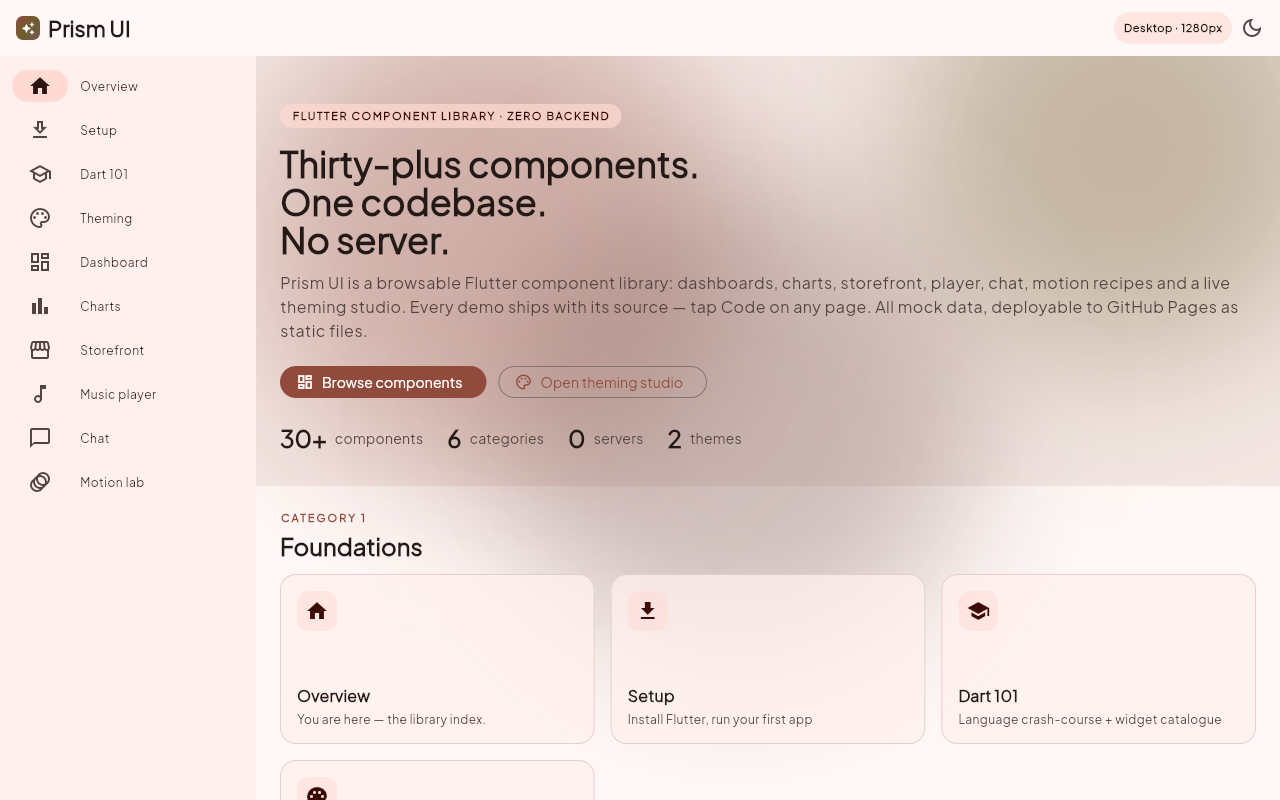 Prism UI
Desktop · 1280px
Overview
Setup
Dart 101
Theming
Dashboard
Charts
Storefront
Music player
Chat
Motion lab
FLUTTER COMPONENT LIBRARY · ZERO BACKEND
Thirty-plus components.
One codebase.
No server.
Prism UI is a browsable Flutter component library: dashboards, charts, storefront, player, chat, motion recipes and a live
theming studio. Every demo ships with its source — tap Code on any page. All mock data, deployable to GitHub Pages as
static files.
Browse components
Open theming studio
30+ components 6 categories 0 servers 2 themes
CATEGORY 1
Foundations
Overview
You are here — the library index.
Setup
Install Flutter, run your first app
Dart 101
Language crash-course + widget catalogue